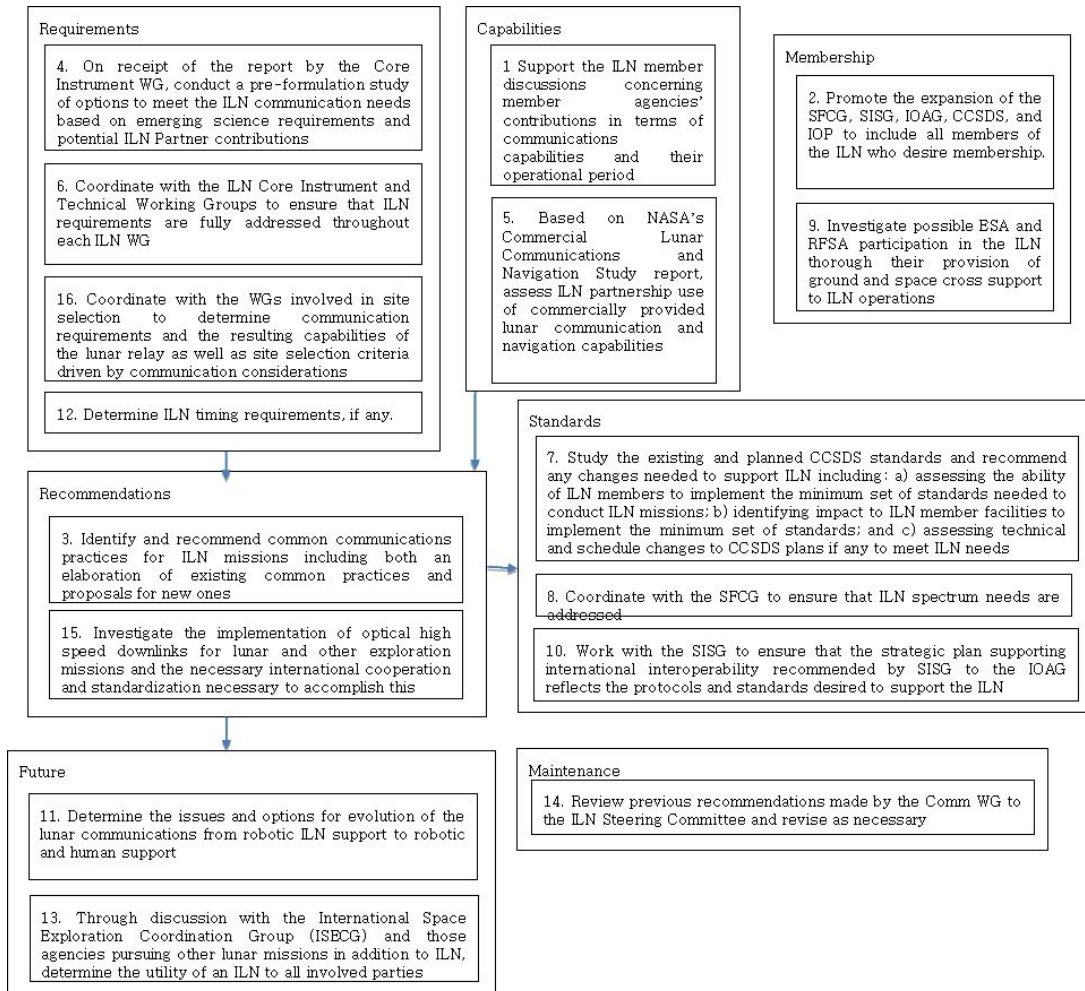 Requirements
4. On receipt of the report by the Core
Instrument WG, conduct a pre-formulation study
of options to meet the ILN communication needs
based on emerging science requirements and
potential ILN Partner contributions
6. Coordinate with the ILN Core Instrument and
Technical Working Groups to ensure that ILN
requirements are fully addressed throughout
each ILN WG
16. Coordinate with the WGs involved in site
selection to determine communication
requirements and the resulting capabilities of
the lunar relay as well as site selection criteria
driven by communication considerations
12. Determine ILN timing requirements, if any.
Capabilities
1 Support the ILN member
discussions concerning
member agencies'
contributions in terms of
communications
capabilities and their
operational period
5. Based on NASA's
Commercial Lunar
Communications and
Navigation Study report,
assess ILN partnership use
of commercially provided
lunar communication and
navigation capabilities
Membership
2. Promote the expansion of the
SFCG, SISG, IOAG, CCSDS, and
IOP to include all members of
the ILN who desire membership.
9. Investigate possible ESA and
RFSA participation in the ILN
thorough their provision of
ground and space cross support
to ILN operations
Recommendations
3. Identify and recommend common communications
practices for ILN missions including both an
elaboration of existing common practices and
proposals for new ones
15. Investigate the implementation of optical high
speed downlinks for lunar and other exploration
missions and the necessary international cooperation
and standardization necessary to accomplish this
Standards
7. Study the existing and planned CCSDS standards and recommend
any changes needed to support ILN including: a) assessing the ability
of ILN members to implement the minimum set of standards needed to
conduct ILN missions; b) identifying impact to ILN member facilities to
implement the minimum set of standards; and c) assessing technical
and schedule changes to CCSDS plans if any to meet ILN needs
8. Coordinate with the SFCG to ensure that ILN spectrum needs are
addressed
10. Work with the SISG to ensure that the strategic plan supporting
international interoperability recommended by SISG to the IOAG
reflects the protocols and standards desired to support the ILN
Future
11. Determine the issues and options for evolution of the
lunar communications from robotic ILN support to robotic
and human support
13. Through discussion with the International Space
Exploration Coordination Group (ISECG) and those
agencies pursuing other lunar missions in addition to ILN,
determine the utility of an ILN to all involved parties
Maintenance
14. Review previous recommendations made by the Comm WG to
the ILN Steering Committee and revise as necessary